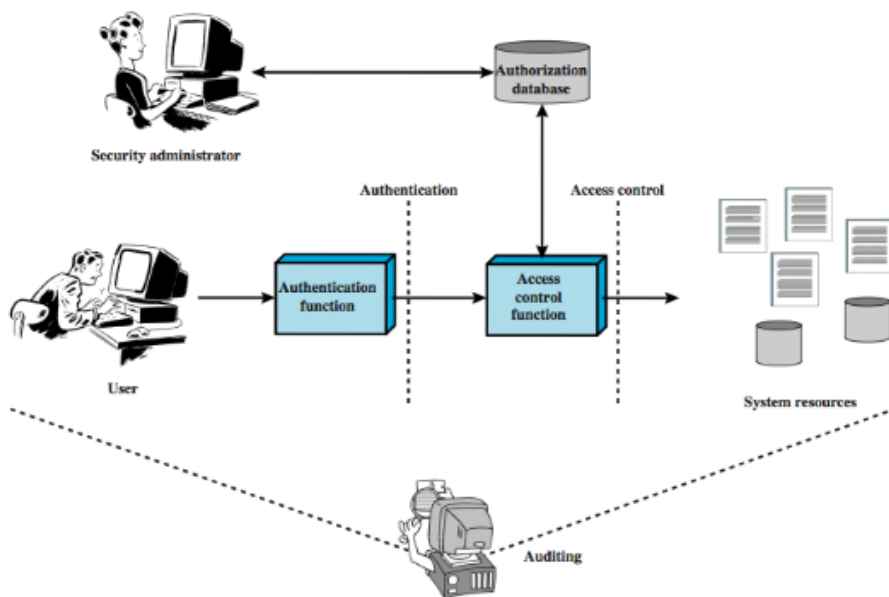 Authorization
database
Security administrator
Authentication
Access control
Authentication
function
Access
control
function
User
System resources
Auditing